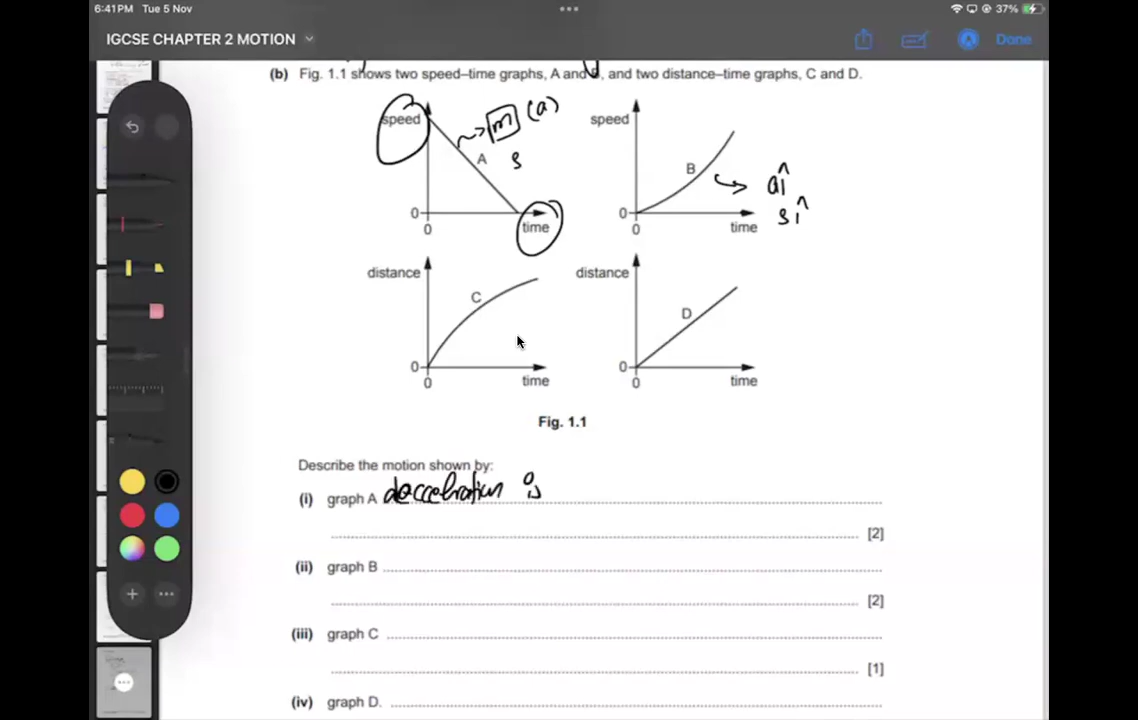 6:41 PM Tue 5 Nov
37%
IGCSE CHAPTER 2 MOTION
Done
(b) Fig. 1.1 shows two speed–time graphs, A and B, and two distance–time graphs, C and D.
speed
m (a)
A
s
0
0
time
speed
B
a↑
s↑
0
0
time
distance
C
0
0
time
distance
D
0
0
time
Fig. 1.1
Describe the motion shown by:
(i) graph A
[2]
(ii) graph B
[2]
(iii) graph C
[1]
(iv) graph D.